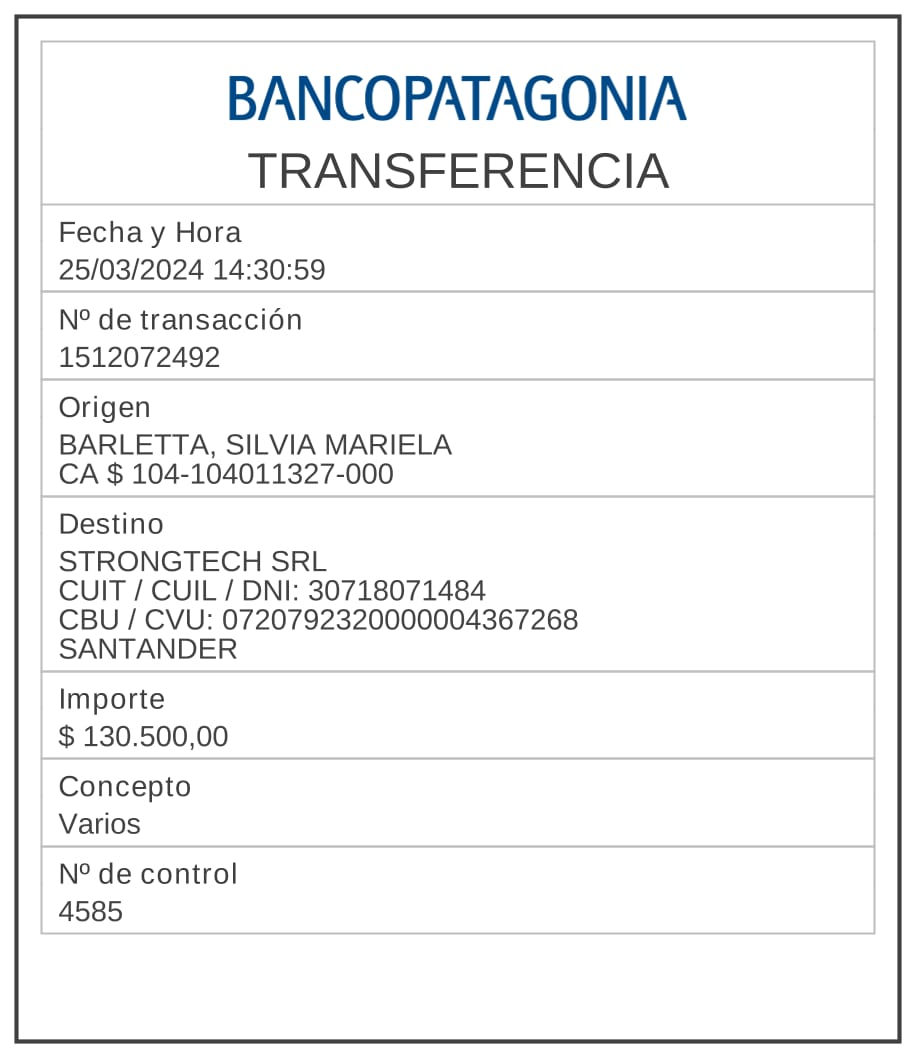 BANCOPATAGONIA
TRANSFERENCIA
Fecha y Hora
25/03/2024 14:30:59
Nº de transacción
1512072492
Origen
BARLETTA, SILVIA MARIELA
CA $ 104-104011327-000
Destino
STRONGTECH SRL
CUIT / CUIL / DNI: 30718071484
CBU / CVU: 0720792320000004367268
SANTANDER
Importe
$ 130.500,00
Concepto
Varios
Nº de control
4585